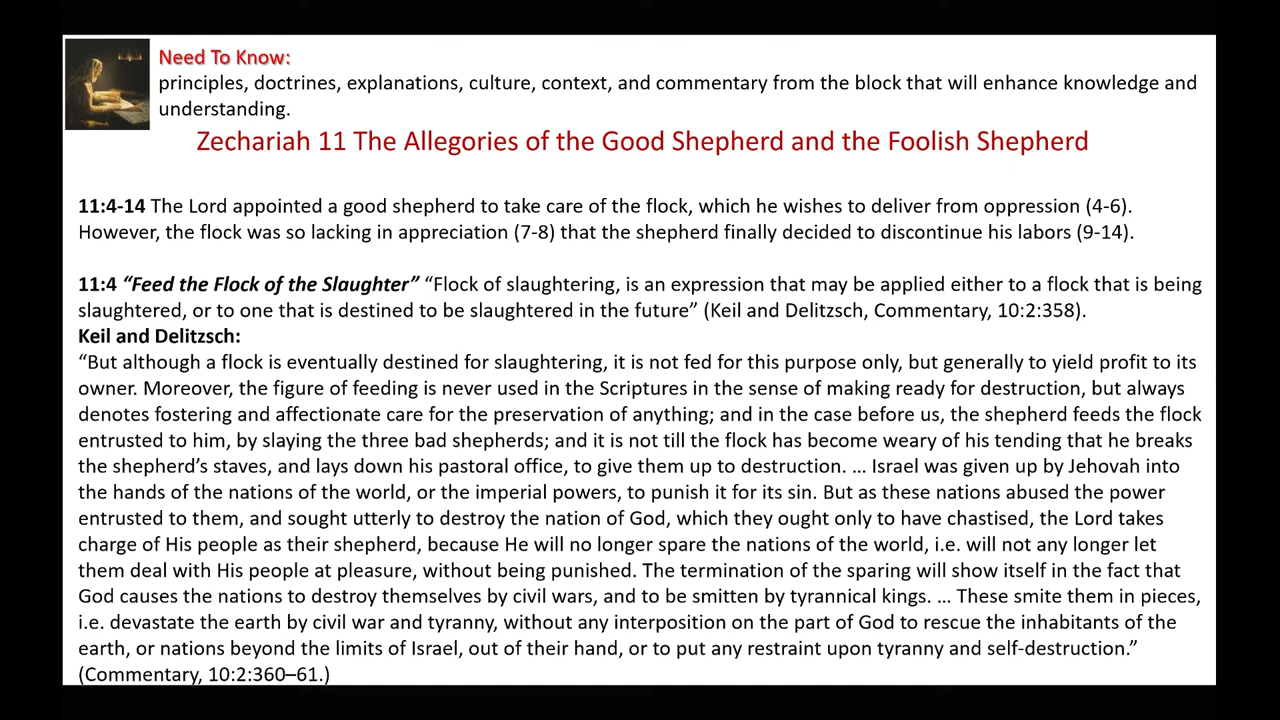 Need To Know:
principles, doctrines, explanations, culture, context, and commentary from the block that will enhance knowledge and
understanding.
Zechariah 11 The Allegories of the Good Shepherd and the Foolish Shepherd
11:4-14 The Lord appointed a good shepherd to take care of the flock, which he wishes to deliver from oppression (4-6).
However, the flock was so lacking in appreciation (7-8) that the shepherd finally decided to discontinue his labors (9-14).
11:4 “Feed the Flock of the Slaughter” “Flock of slaughtering, is an expression that may be applied either to a flock that is being
slaughtered, or to one that is destined to be slaughtered in the future” (Keil and Delitzsch, Commentary, 10:2:358).
Keil and Delitzsch:
“But although a flock is eventually destined for slaughtering, it is not fed for this purpose only, but generally to yield profit to its
owner. Moreover, the figure of feeding is never used in the Scriptures in the sense of making ready for destruction, but always
denotes fostering and affectionate care for the preservation of anything; and in the case before us, the shepherd feeds the flock
entrusted to him, by slaying the three bad shepherds; and it is not till the flock has become weary of his tending that he breaks
the shepherd’s staves, and lays down his pastoral office, to give them up to destruction. … Israel was given up by Jehovah into
the hands of the nations of the world, or the imperial powers, to punish it for its sin. But as these nations abused the power
entrusted to them, and sought utterly to destroy the nation of God, which they ought only to have chastised, the Lord takes
charge of His people as their shepherd, because He will no longer spare the nations of the world, i.e. will not any longer let
them deal with His people at pleasure, without being punished. The termination of the sparing will show itself in the fact that
God causes the nations to destroy themselves by civil wars, and to be smitten by tyrannical kings. … These smite them in pieces,
i.e. devastate the earth by civil war and tyranny, without any interposition on the part of God to rescue the inhabitants of the
earth, or nations beyond the limits of Israel, out of their hand, or to put any restraint upon tyranny and self-destruction.”
(Commentary, 10:2:360–61.)